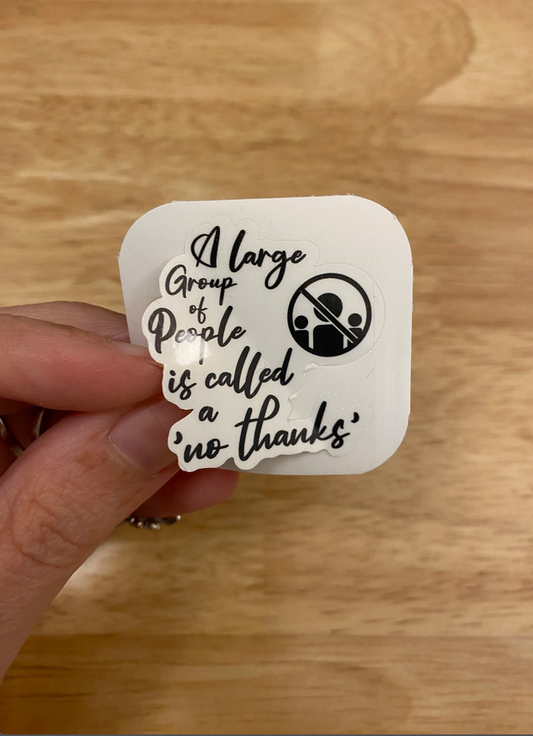 A large
Group
of
People
is called
a
'no thanks'